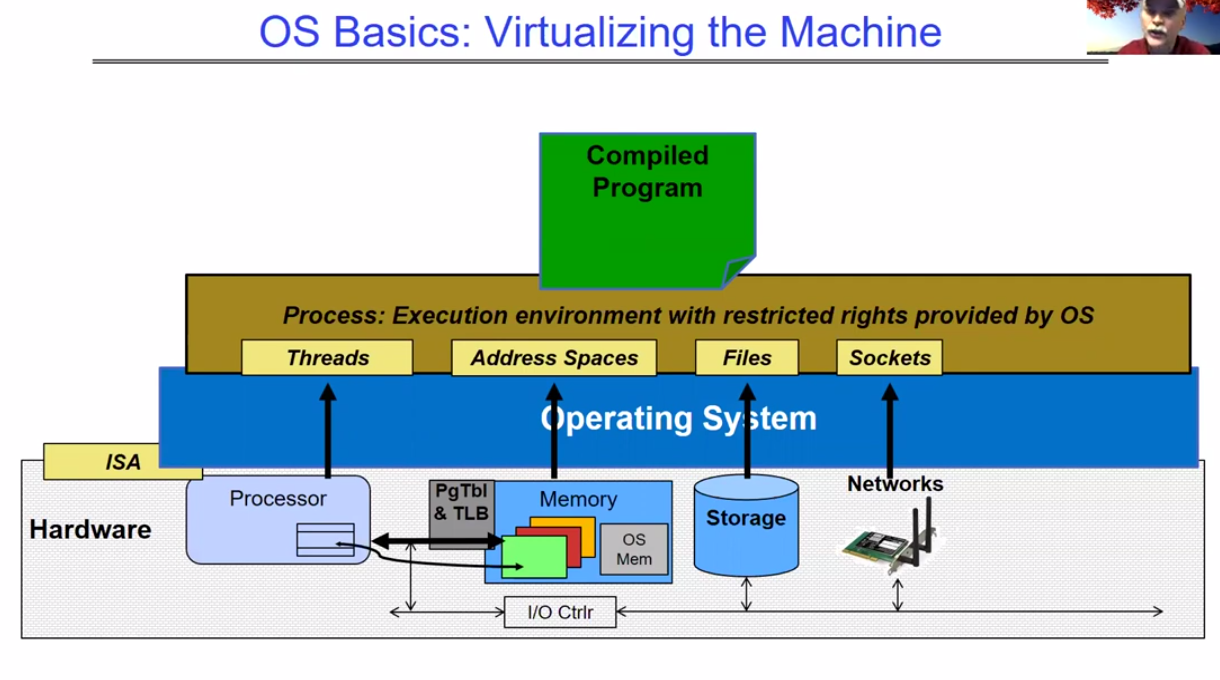 OS Basics: Virtualizing the Machine
Compiled
Program
Process: Execution environment with restricted rights provided by OS
Threads
Address Spaces
Files
Sockets
Operating System
ISA
Hardware
Processor
PgTbl
& TLB
Memory
OS
Mem
Storage
Networks
I/O Ctrlr